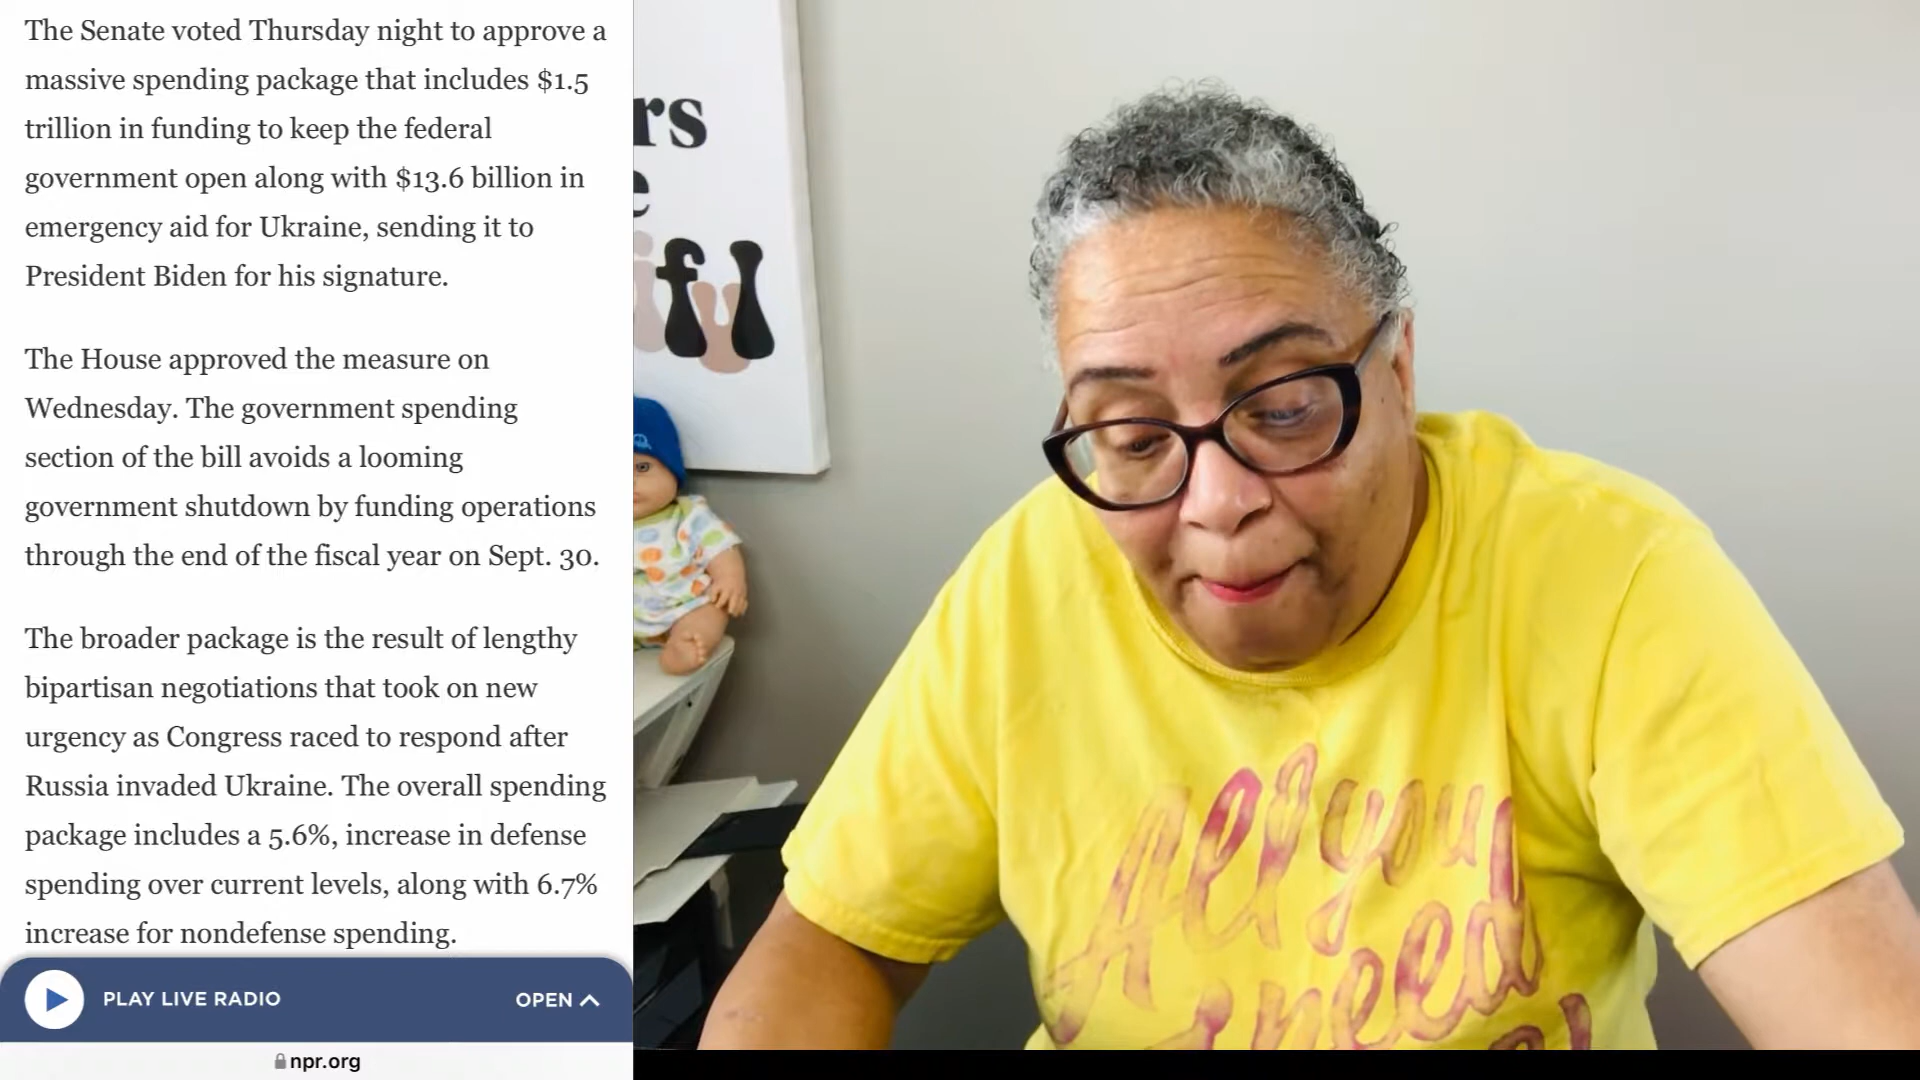 The Senate voted Thursday night to approve a
massive spending package that includes $1.5
trillion in funding to keep the federal
government open along with $13.6 billion in
emergency aid for Ukraine, sending it to
President Biden for his signature.
The House approved the measure on
Wednesday. The government spending
section of the bill avoids a looming
government shutdown by funding operations
through the end of the fiscal year on Sept. 30.
The broader package is the result of lengthy
bipartisan negotiations that took on new
urgency as Congress raced to respond after
Russia invaded Ukraine. The overall spending
package includes a 5.6%, increase in defense
spending over current levels, along with 6.7%
increase for nondefense spending.
PLAY LIVE RADIO
OPEN
npr.org
rs
e
iful
All you
need